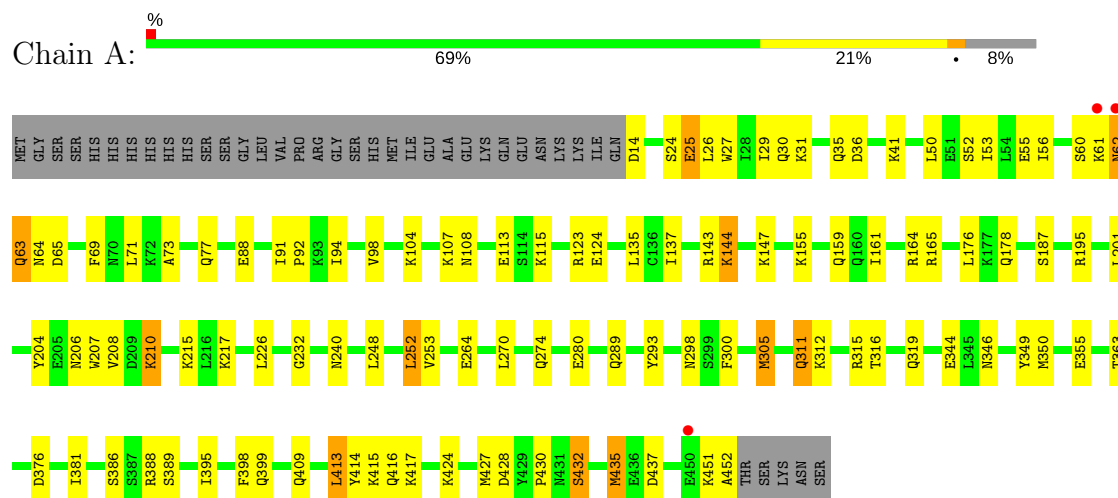 %
Chain A:
69% 21% • 8%
MET GLY SER SER HIS HIS HIS HIS HIS HIS SER SER GLY LEU VAL PRO ARG GLY SER HIS MET ILE GLU ALA GLU LYS GLN GLU ASN LYS LYS ILE GLN D14 S24 E25 L26 W27 I28 I29 Q30 K31 Q35 D36 K41 L50 E51 S52 I53 L54 E55 I56 S60 K61 N62
Q63 N64 D65 F69 N70 L71 K72 A73 Q77 E88 I91 P92 K93 I94 V98 K104 K107 N108 E113 S114 K115 R123 E124 L135 C136 I137 R143 K144 K147 K155 Q159 Q160 I161 R164 R165 L176 K177 Q178 S187 R195 L201
Y204 E205 N206 W207 V208 D209 K210 K215 L216 K217 L226 G232 N240 L248 L252 V253 E264 L270 Q274 E280 Q289 Y293 N298 S299 F300 M305 Q311 K312 R315 T316 Q319 E344 L345 N346 Y349 M350 E355 T363
D376 I381 S386 S387 R388 S389 I395 F398 Q399 Q409 L413 Y414 K415 Q416 K417 K424 M427 D428 Y429 P430 N431 S432 M435 E436 D437 E450 K451 A452 THR SER LYS ASN SER